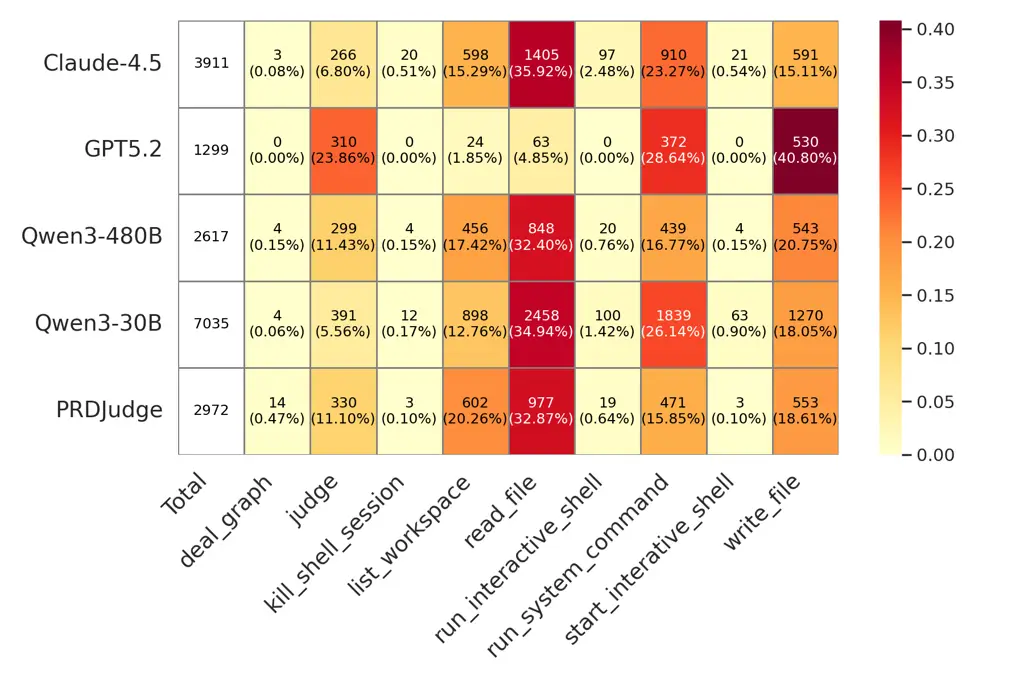 Claude-4.5 3911 3 (0.08%) 266 (6.80%) 20 (0.51%) 598 (15.29%) 1405 (35.92%) 97 (2.48%) 910 (23.27%) 21 (0.54%) 591 (15.11%)
GPT5.2 1299 0 (0.00%) 310 (23.86%) 0 (0.00%) 24 (1.85%) 63 (4.85%) 0 (0.00%) 372 (28.64%) 0 (0.00%) 530 (40.80%)
Qwen3-480B 2617 4 (0.15%) 299 (11.43%) 4 (0.15%) 456 (17.42%) 848 (32.40%) 20 (0.76%) 439 (16.77%) 4 (0.15%) 543 (20.75%)
Qwen3-30B 7035 4 (0.06%) 391 (5.56%) 12 (0.17%) 898 (12.76%) 2458 (34.94%) 100 (1.42%) 1839 (26.14%) 63 (0.90%) 1270 (18.05%)
PRDJudge 2972 14 (0.47%) 330 (11.10%) 3 (0.10%) 602 (20.26%) 977 (32.87%) 19 (0.64%) 471 (15.85%) 3 (0.10%) 553 (18.61%)
Total
deal_graph
judge
kill_shell_session
list_workspace
read_file
run_interactive_shell
run_system_command
start_interative_shell
write_file
0.40
0.35
0.30
0.25
0.20
0.15
0.10
0.05
0.00